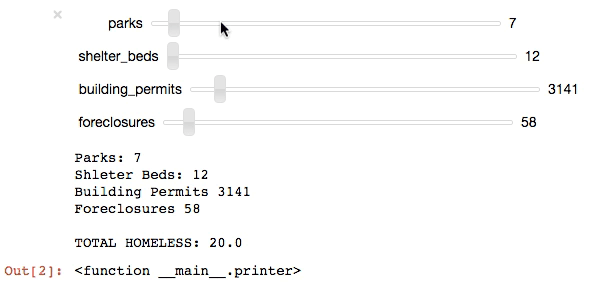 parks 7
shelter_beds 12
building_permits 3141
foreclosures 58
Parks: 7
Shleter Beds: 12
Building Permits 3141
Foreclosures 58
TOTAL HOMELESS: 20.0
Out[2]: <function __main__.printer>